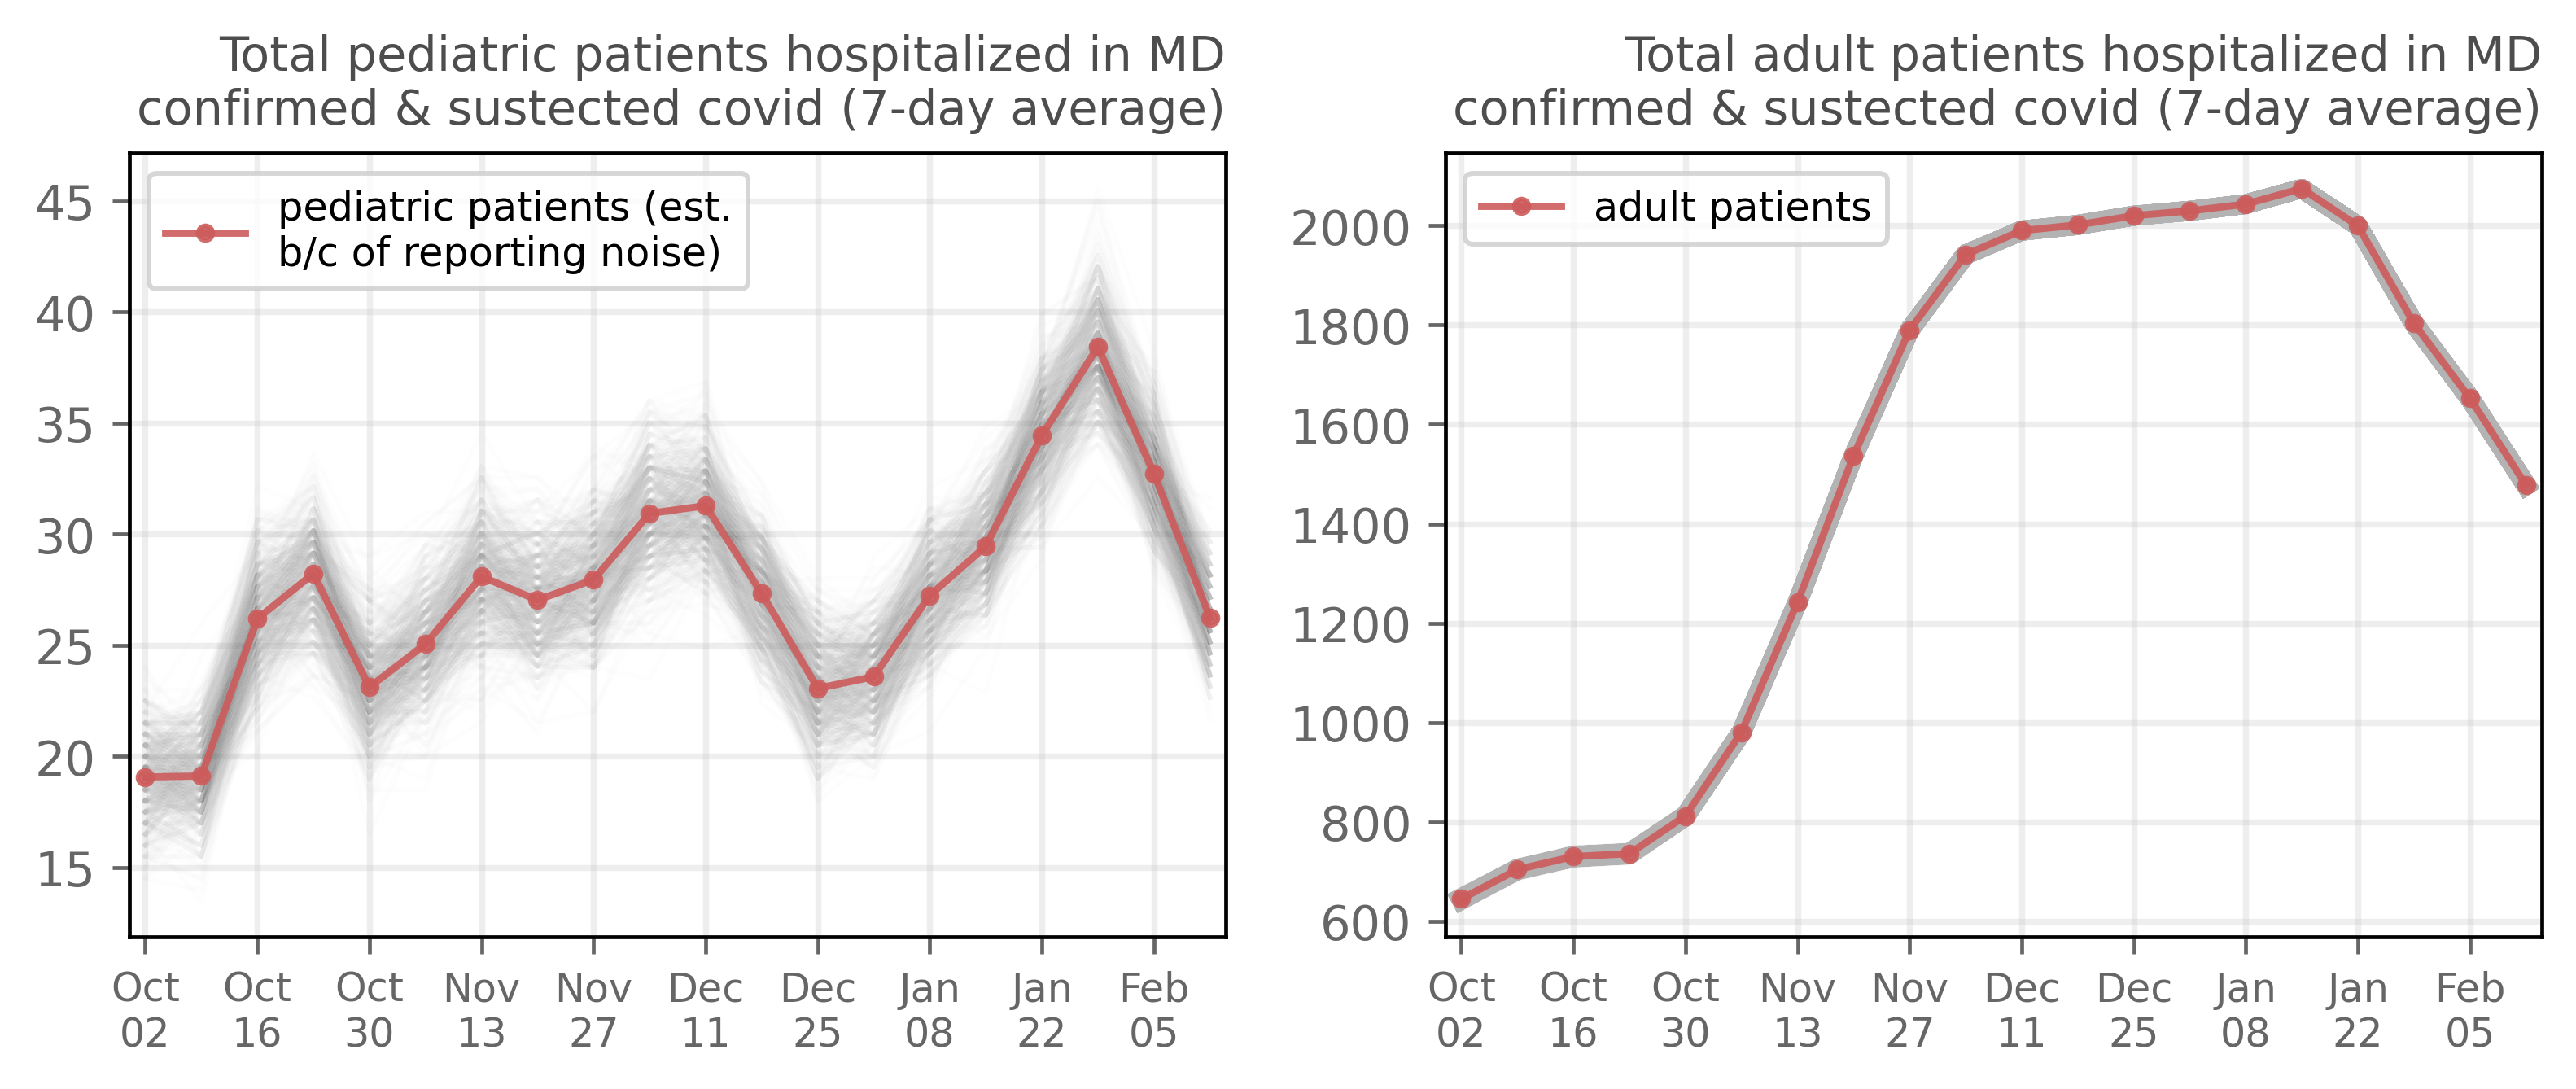 Total pediatric patients hospitalized in MD
confirmed & sustected covid (7-day average)
pediatric patients (est.
b/c of reporting noise)
45
40
35
30
25
20
15
Oct 02
Oct 16
Oct 30
Nov 13
Nov 27
Dec 11
Dec 25
Jan 08
Jan 22
Feb 05
Total adult patients hospitalized in MD
confirmed & sustected covid (7-day average)
adult patients
2000
1800
1600
1400
1200
1000
800
600
Oct 02
Oct 16
Oct 30
Nov 13
Nov 27
Dec 11
Dec 25
Jan 08
Jan 22
Feb 05